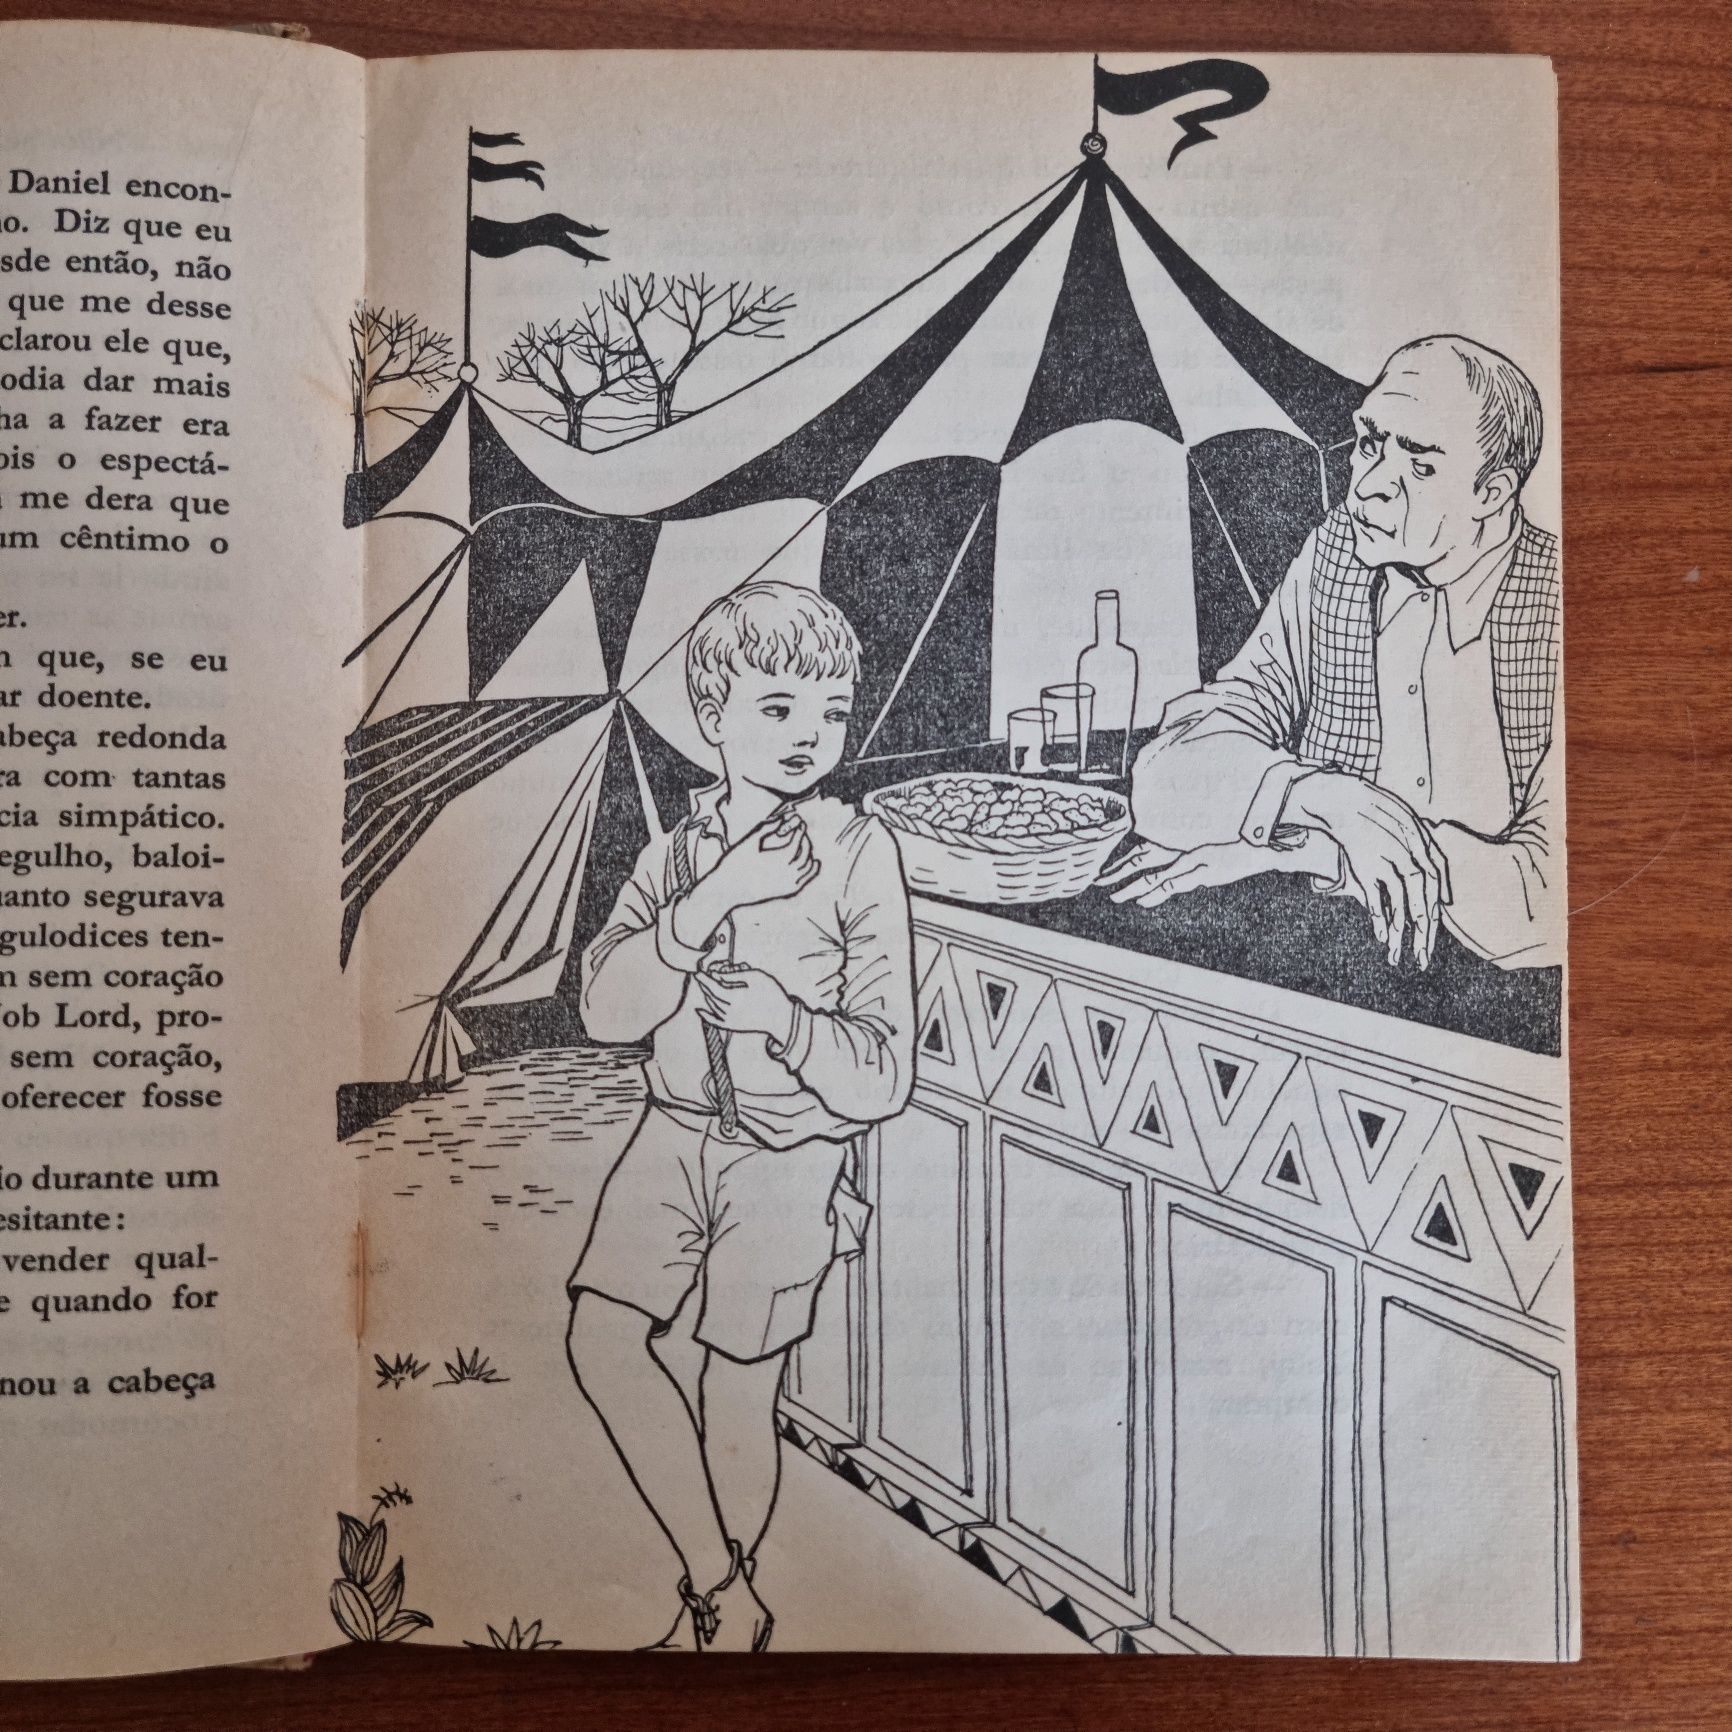 Daniel encon-
o. Diz que eu
sde então, não
que me desse
clarou ele que,
odia dar mais
ha a fazer era
ois o espectá-
me dera que
um cêntimo o
er.
que, se eu
ar doente.
abeça redonda
ra com tantas
cia simpático.
egulho, baloi-
uanto segurava
gulodices ten-
m sem coração
ob Lord, pro-
sem coração,
oferecer fosse
io durante um
esitante:
vender qual-
e quando for
nou a cabeça